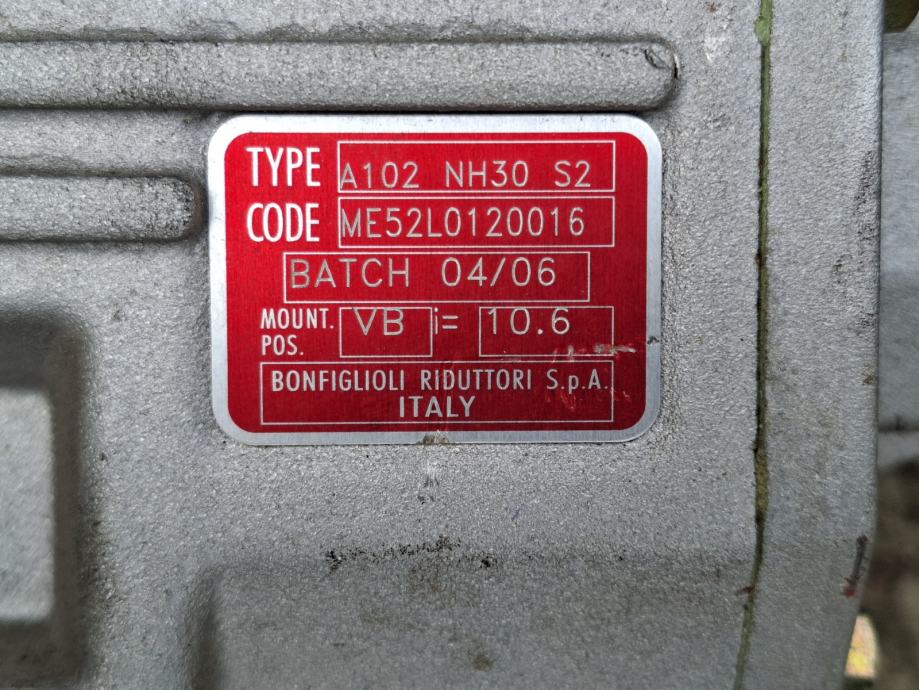 TYPE A102 NH30 S2
CODE ME52L0120016
BATCH 04/06
MOUNT. POS. VB i= 10.6
BONFIGLIOLI RIDUTTORI S.p.A.
ITALY